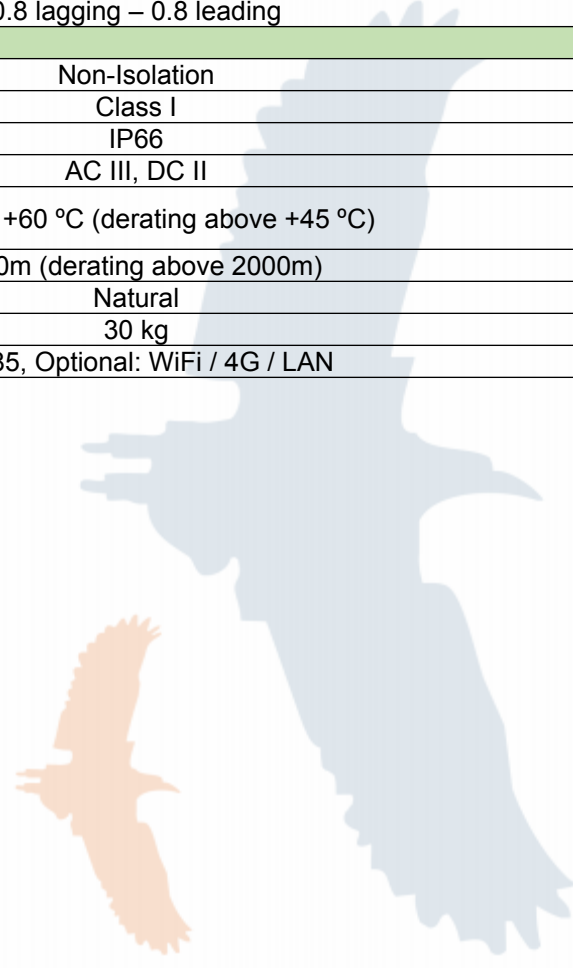 0.8 lagging – 0.8 leading
Non-Isolation
Class I
IP66
AC III, DC II
+60 ºC (derating above +45 ºC)
0m (derating above 2000m)
Natural
30 kg
85, Optional: WiFi / 4G / LAN